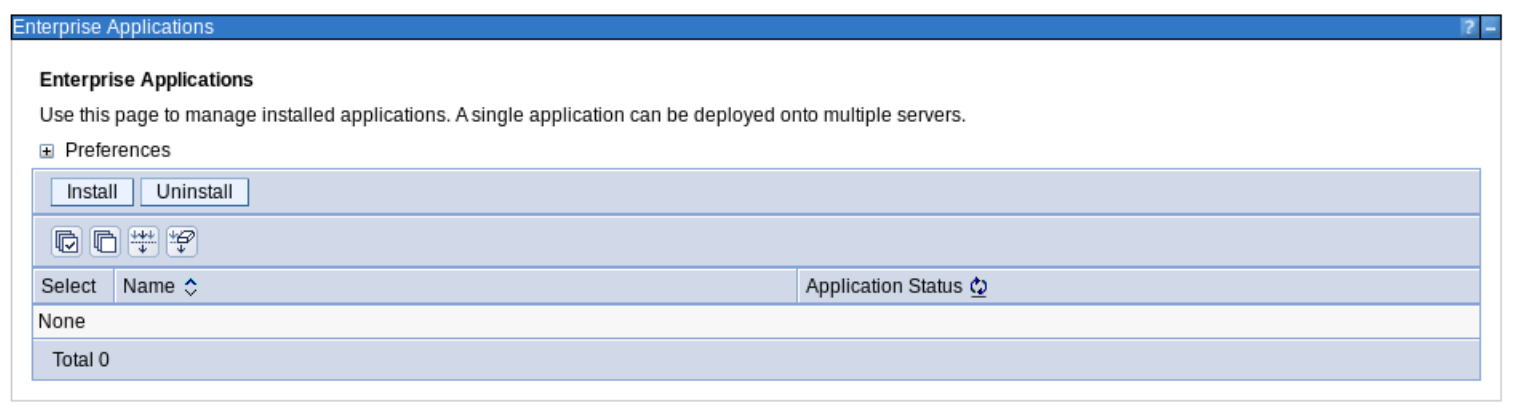 Enterprise Applications ? –
Enterprise Applications
Use this page to manage installed applications. A single application can be deployed onto multiple servers.
Preferences
Install Uninstall
Select Name Application Status
None
Total 0